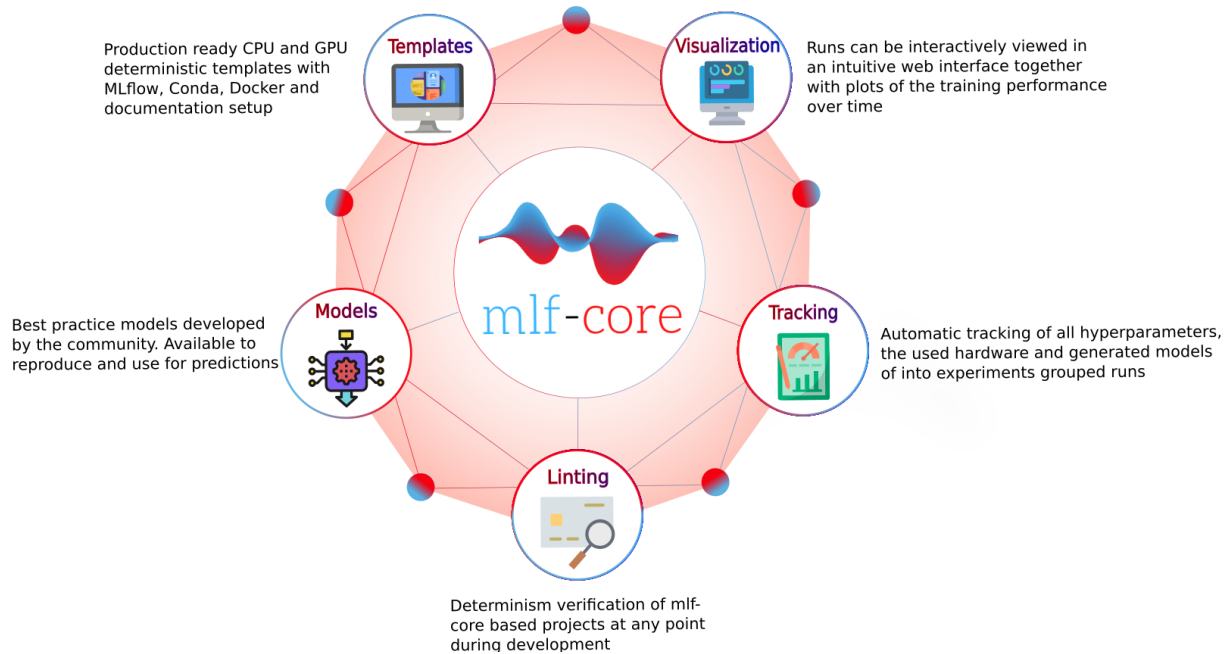 Templates
Production ready CPU and GPU
deterministic templates with
MLflow, Conda, Docker and
documentation setup
Visualization
Runs can be interactively viewed in
an intuitive web interface together
with plots of the training performance
over time
mlf-core
Models
Best practice models developed
by the community. Available to
reproduce and use for predictions
Tracking
Automatic tracking of all hyperparameters,
the used hardware and generated models
of into experiments grouped runs
Linting
Determinism verification of mlf-
core based projects at any point
during development